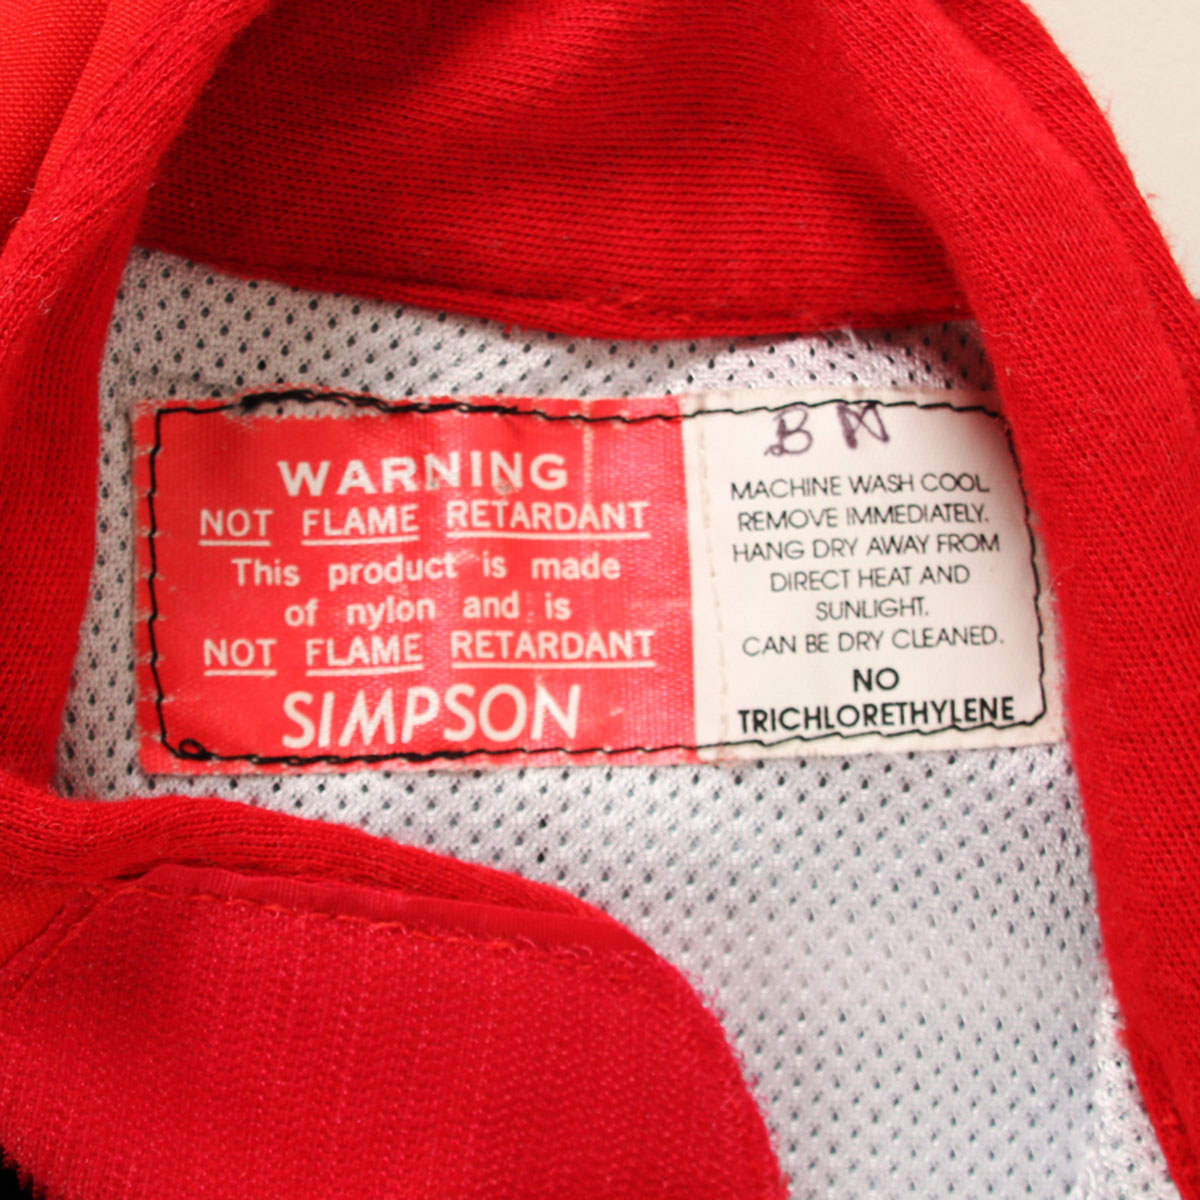 WARNING
NOT FLAME RETARDANT
This product is made
of nylon and is
NOT FLAME RETARDANT
SIMPSON
B N
MACHINE WASH COOL
REMOVE IMMEDIATELY.
HANG DRY AWAY FROM
DIRECT HEAT AND
SUNLIGHT.
CAN BE DRY CLEANED.
NO
TRICHLORETHYLENE